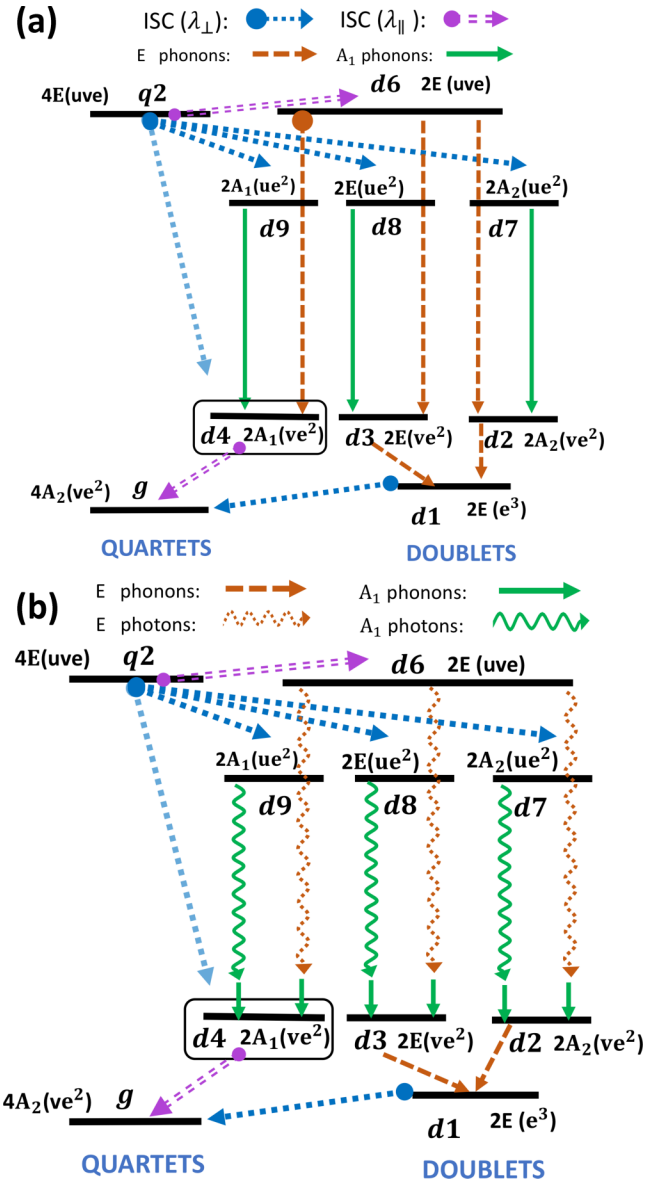 (a)
ISC (λ⊥):
ISC (λ∥ ):
E phonons:
A₁ phonons:
4E(uve) q2
d6 2E (uve)
2A₁(ue²) 2E(ue²) 2A₂(ue²)
d9 d8 d7
d4 2A₁(ve²) d3 2E(ve²) d2 2A₂(ve²)
4A₂(ve²) g
d1 2E (e³)
QUARTETS DOUBLETS
(b)
E phonons:
A₁ phonons:
E photons:
A₁ photons:
4E(uve) q2
d6 2E (uve)
2A₁(ue²) 2E(ue²) 2A₂(ue²)
d9 d8 d7
d4 2A₁(ve²) d3 2E(ve²) d2 2A₂(ve²)
4A₂(ve²) g
d1 2E (e³)
QUARTETS DOUBLETS